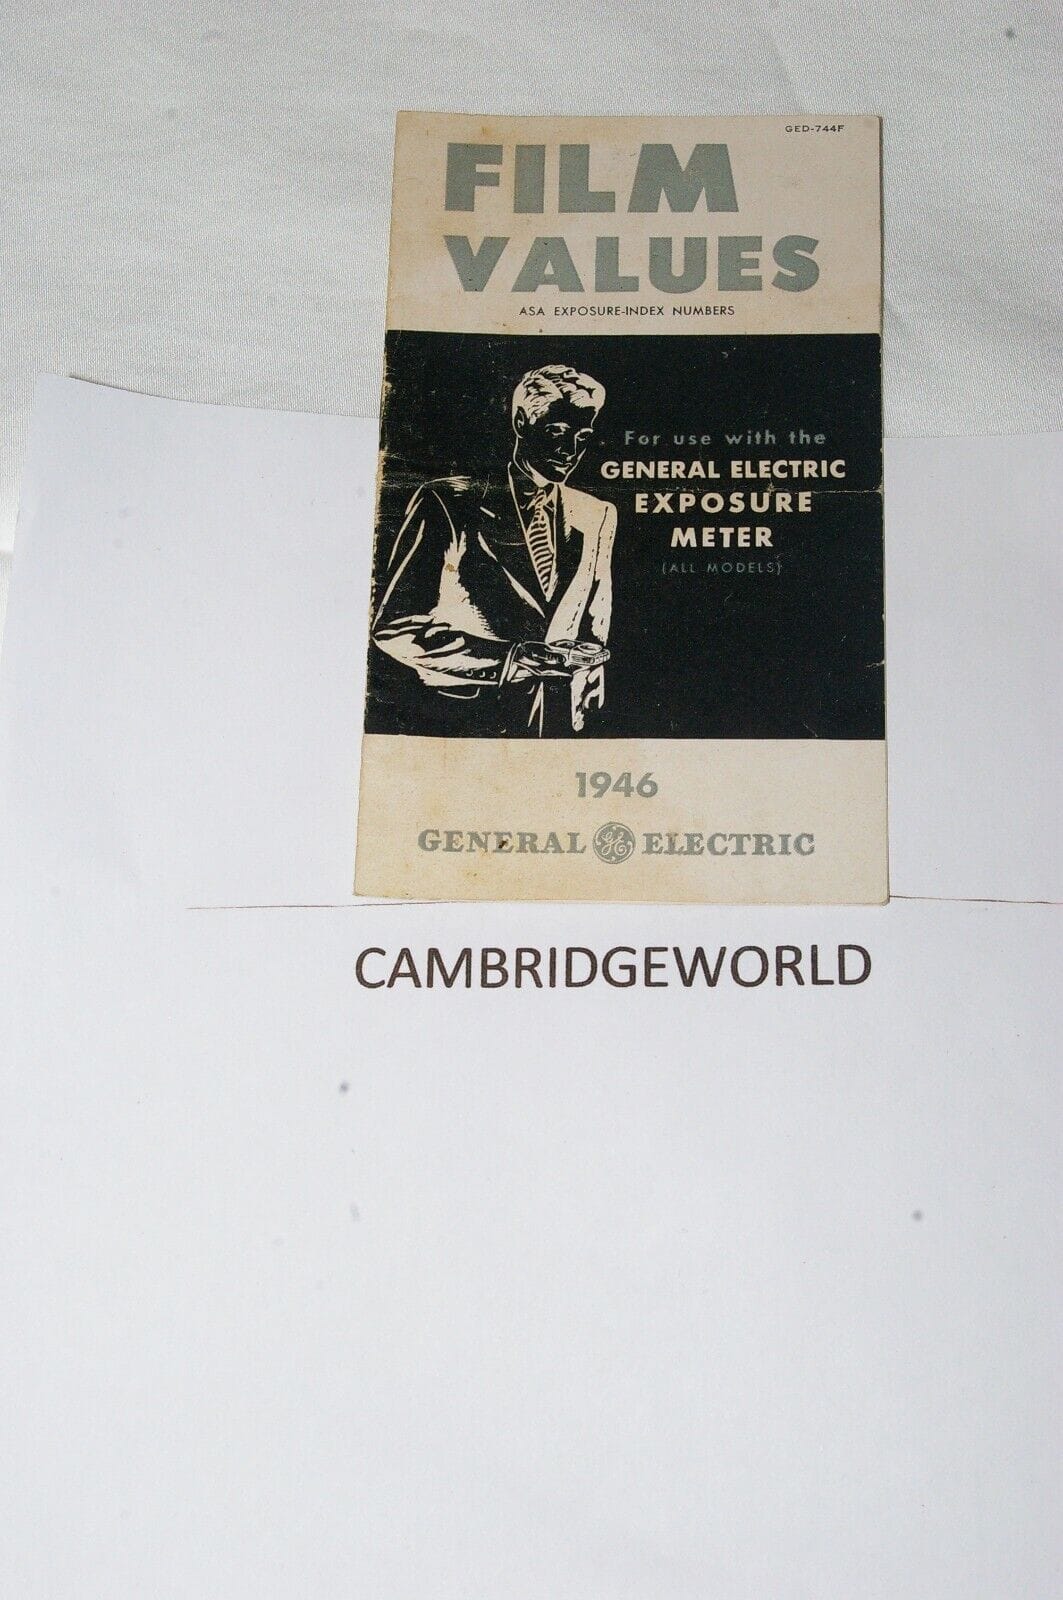 GED-744F
FILM
VALUES
ASA EXPOSURE-INDEX NUMBERS
For use with the
GENERAL ELECTRIC
EXPOSURE
METER
(ALL MODELS)
1946
GENERAL GE ELECTRIC
CAMBRIDGEWORLD